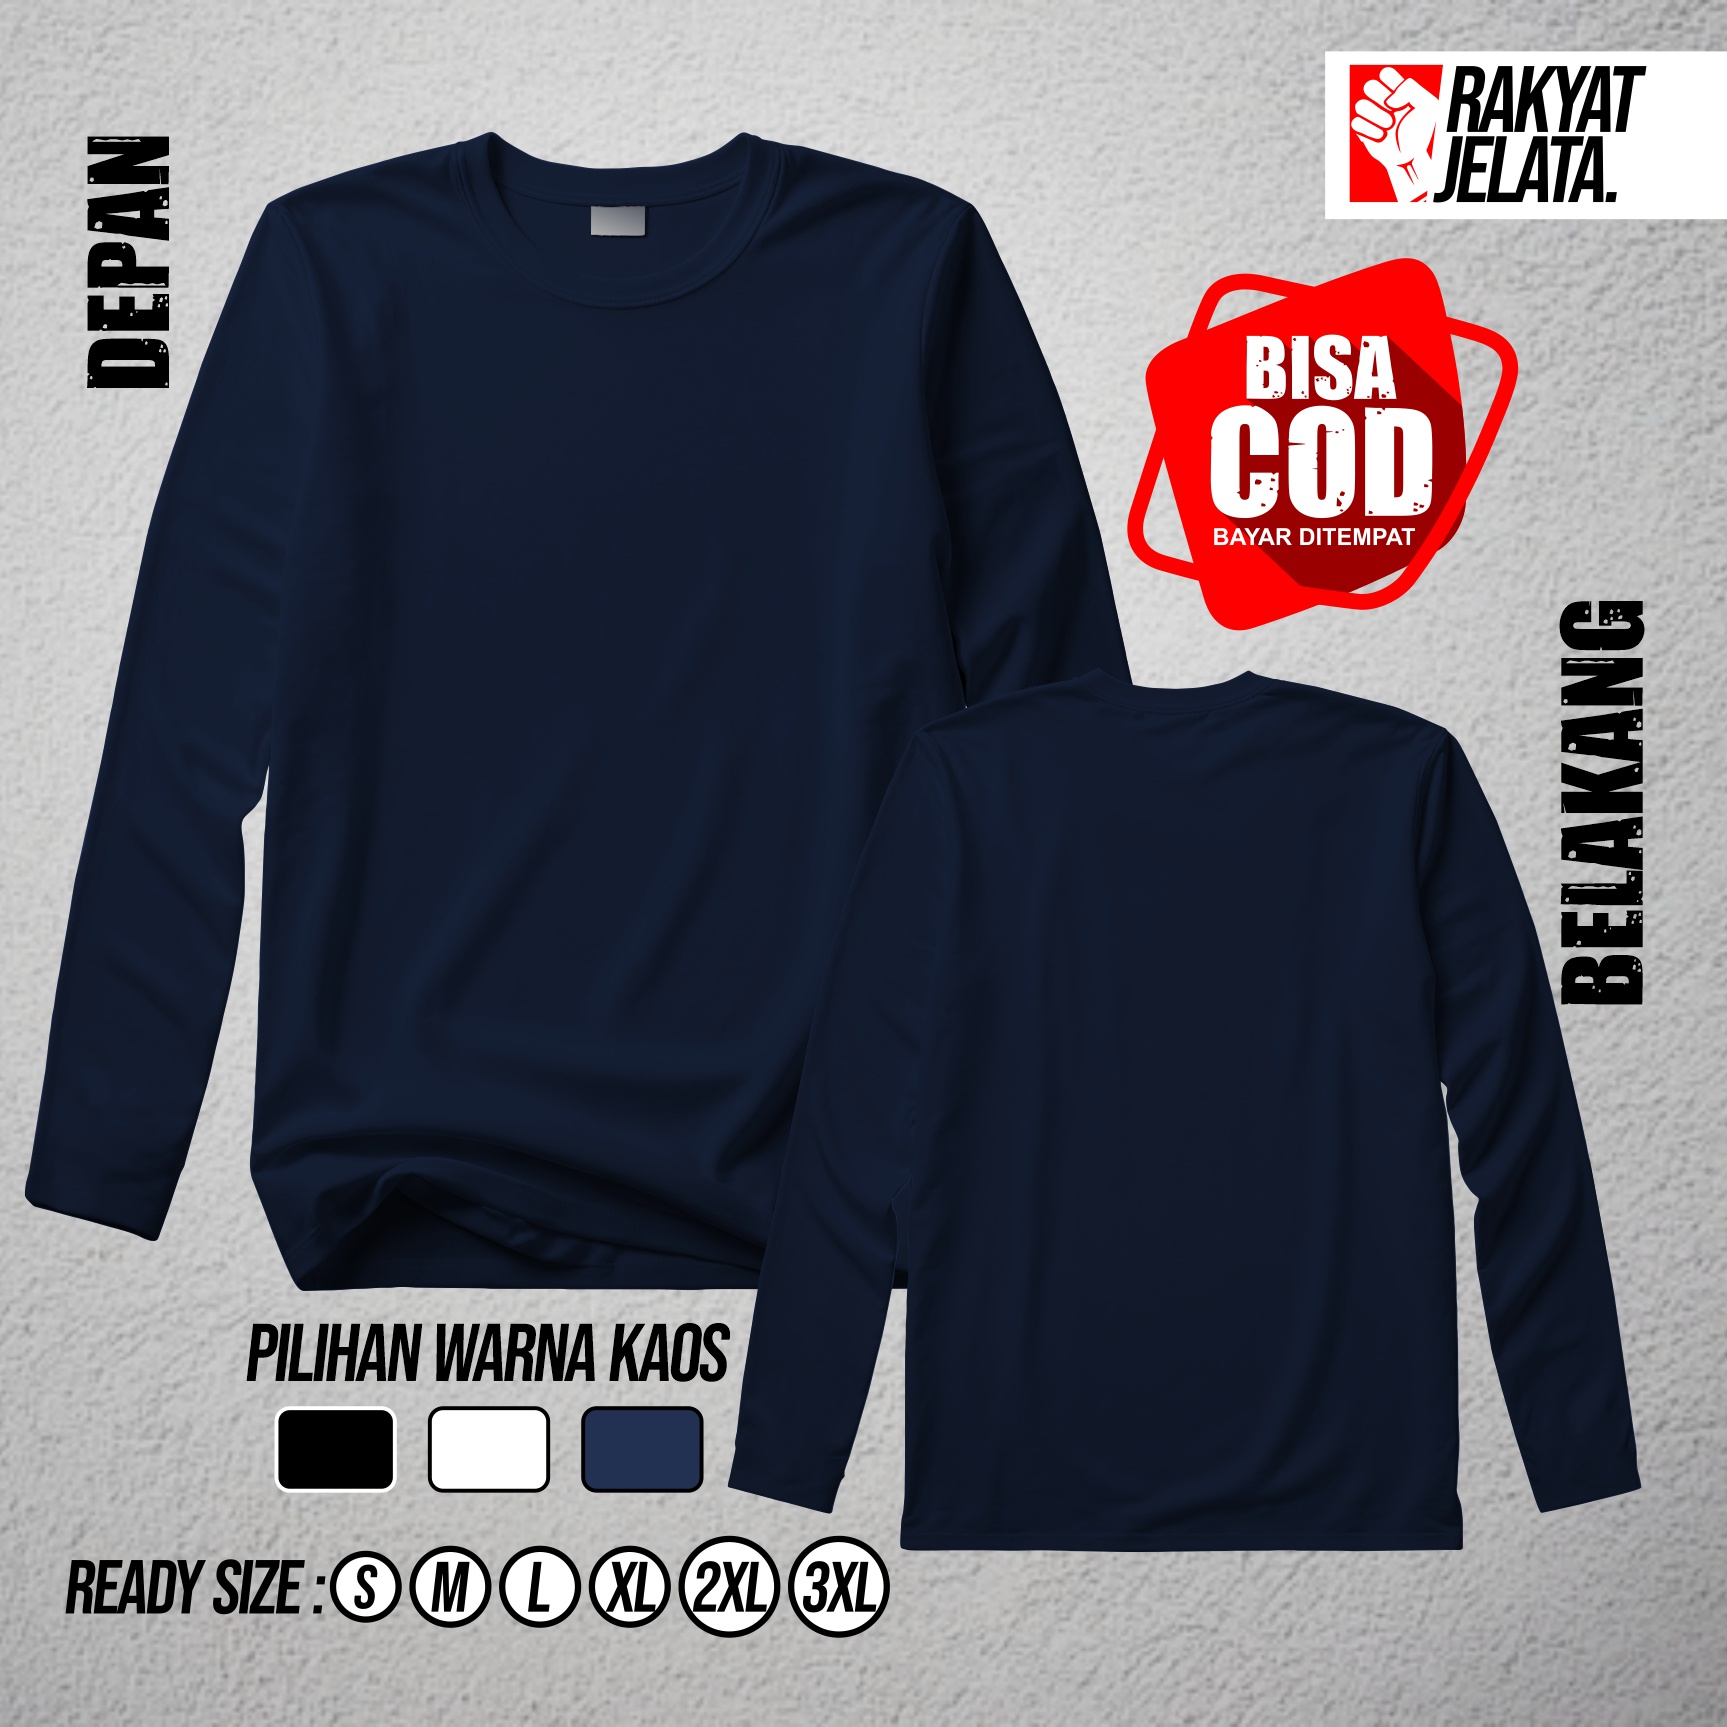 RAKYAT
JELATA.
DEPAN
BISA
COD
BAYAR DITEMPAT
BELAKANG
PILIHAN WARNA KAOS
READY SIZE : S M L XL 2XL 3XL